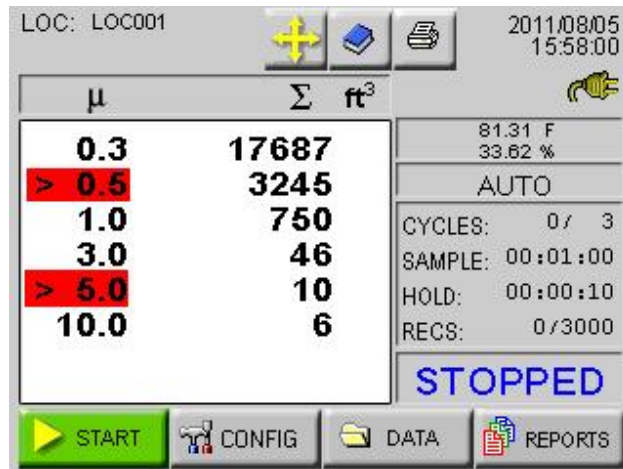 LOC: LOC001
2011/08/05
15:58:00
µ Σ ft³
0.3 17687
> 0.5 3245
1.0 750
3.0 46
> 5.0 10
10.0 6
81.31 F
33.62 %
AUTO
CYCLES: 0/ 3
SAMPLE: 00:01:00
HOLD: 00:00:10
RECS: 0/3000
STOPPED
START CONFIG DATA REPORTS